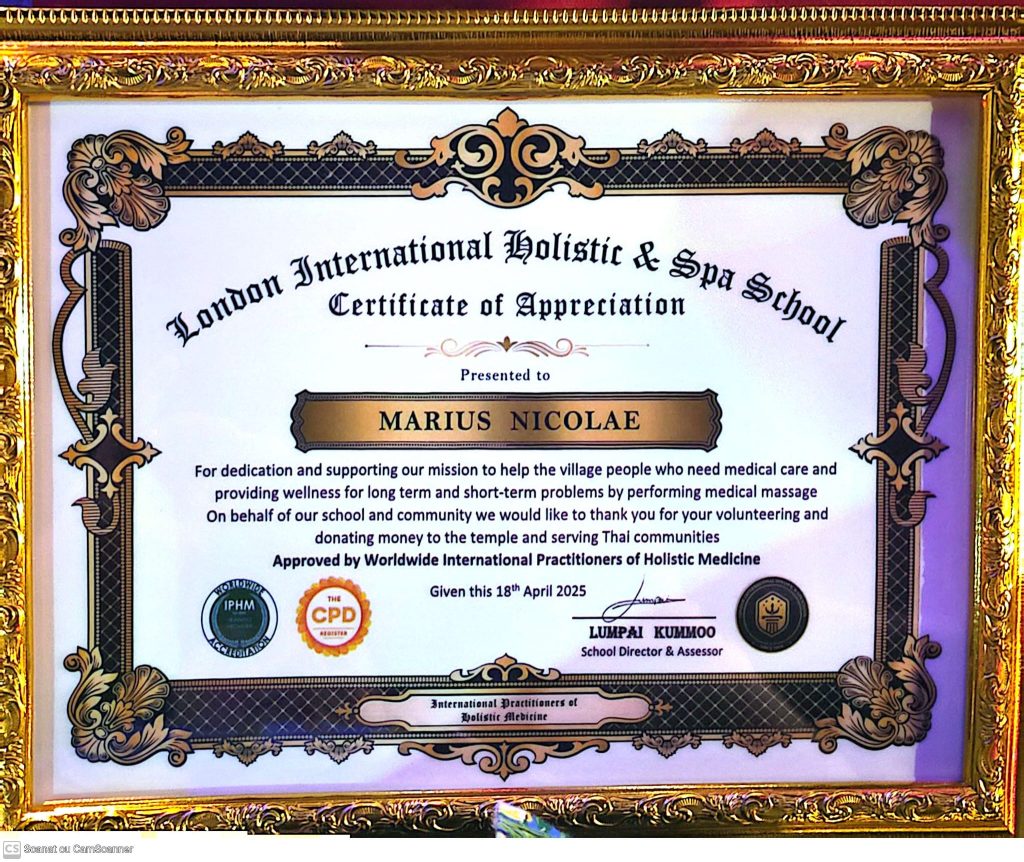 London International Holistic & Spa School
Certificate of Appreciation
Presented to
MARIUS NICOLAE
For dedication and supporting our mission to help the village people who need medical care and
providing wellness for long term and short-term problems by performing medical massage
On behalf of our school and community we would like to thank you for your volunteering and
donating money to the temple and serving Thai communities
Approved by Worldwide International Practitioners of Holistic Medicine
Given this 18th April 2025
WORLDWIDE
IPHM
ACCREDITATION
THE
CPD
REGISTER
LUMPAI KUMMOO
School Director & Assessor
International Practitioners of
Holistic Medicine
CS Scanat cu CamScanner